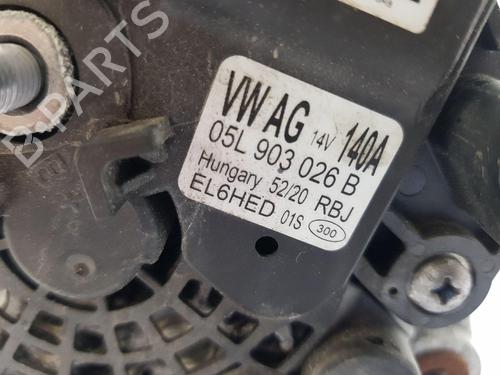 VW AG 14V 140A
05L 903 026 B
Hungary 52/20 RBJ
EL6HED 01S 300
B-PARTS